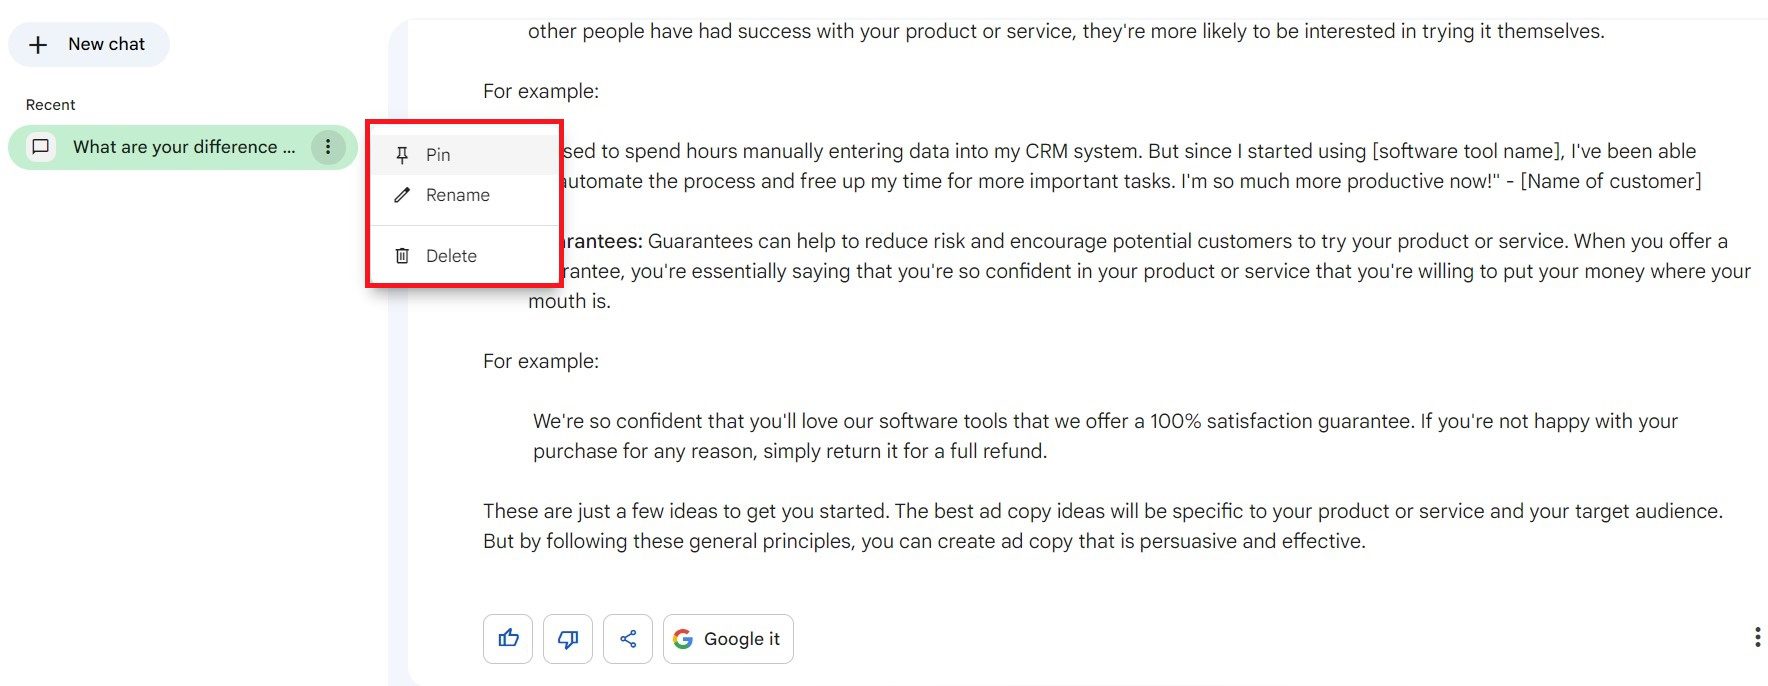 New chat
Recent
What are your difference ...
Pin
Rename
Delete
other people have had success with your product or service, they're more likely to be interested in trying it themselves.
For example:
sed to spend hours manually entering data into my CRM system. But since I started using [software tool name], I've been able
automate the process and free up my time for more important tasks. I'm so much more productive now!" - [Name of customer]
rantees: Guarantees can help to reduce risk and encourage potential customers to try your product or service. When you offer a
rantee, you're essentially saying that you're so confident in your product or service that you're willing to put your money where your
mouth is.
For example:
We're so confident that you'll love our software tools that we offer a 100% satisfaction guarantee. If you're not happy with your
purchase for any reason, simply return it for a full refund.
These are just a few ideas to get you started. The best ad copy ideas will be specific to your product or service and your target audience.
But by following these general principles, you can create ad copy that is persuasive and effective.
Google it